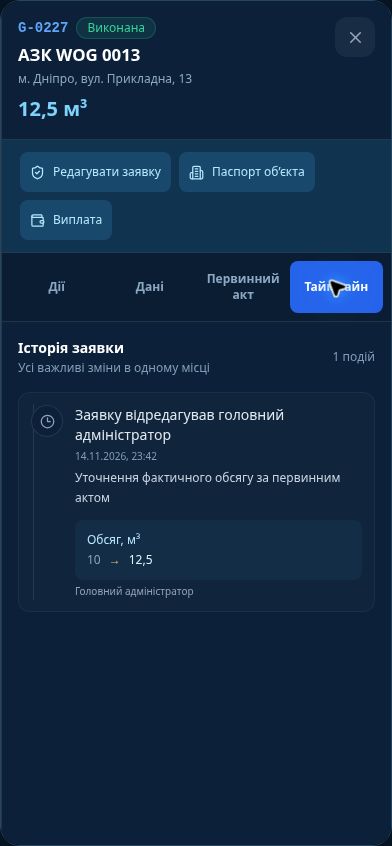 G-0227 Виконана
АЗК WOG 0013
м. Дніпро, вул. Прикладна, 13
12,5 м³
Редагувати заявку
Паспорт об'єкта
Виплата
Дії
Дані
Первинний
акт
Історія заявки
1 подій
Усі важливі зміни в одному місці
Заявку відредагував головний
адміністратор
14.11.2026, 23:42
Уточнення фактичного обсягу за первинним
актом
Обсяг, м³
10 → 12,5
Головний адміністратор